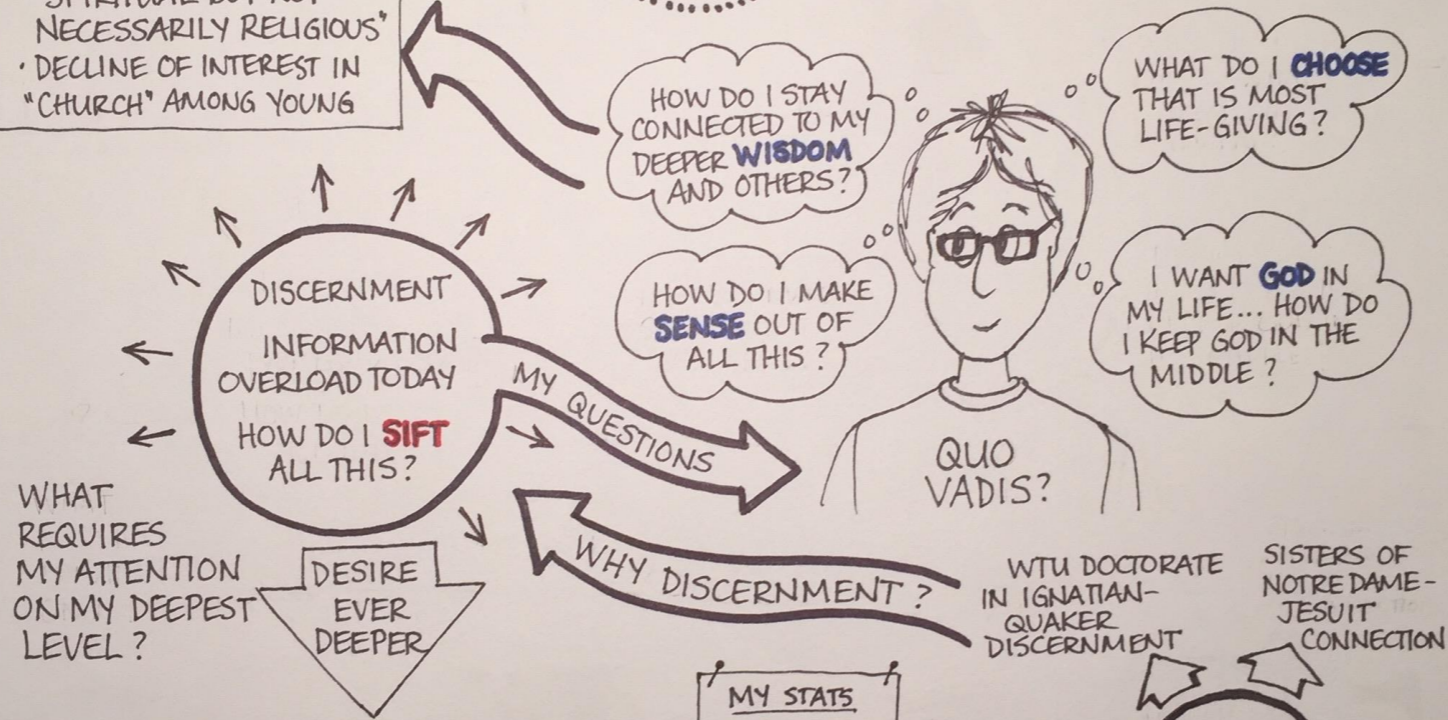 NECESSARILY RELIGIOUS"
· DECLINE OF INTEREST IN
"CHURCH" AMONG YOUNG
HOW DO I STAY
CONNECTED TO MY
DEEPER WISDOM
AND OTHERS?
WHAT DO I CHOOSE
THAT IS MOST
LIFE-GIVING?
HOW DO I MAKE
SENSE OUT OF
ALL THIS?
I WANT GOD IN
MY LIFE... HOW DO
I KEEP GOD IN THE
MIDDLE?
DISCERNMENT
INFORMATION
OVERLOAD TODAY
HOW DO I SIFT
ALL THIS?
MY QUESTIONS
QUO
VADIS?
WHAT
REQUIRES
MY ATTENTION
ON MY DEEPEST
LEVEL?
DESIRE
EVER
DEEPER
WHY DISCERNMENT?
WTU DOCTORATE
IN IGNATIAN-
QUAKER
DISCERNMENT
SISTERS OF
NOTRE DAME-
JESUIT
CONNECTION
MY STATS